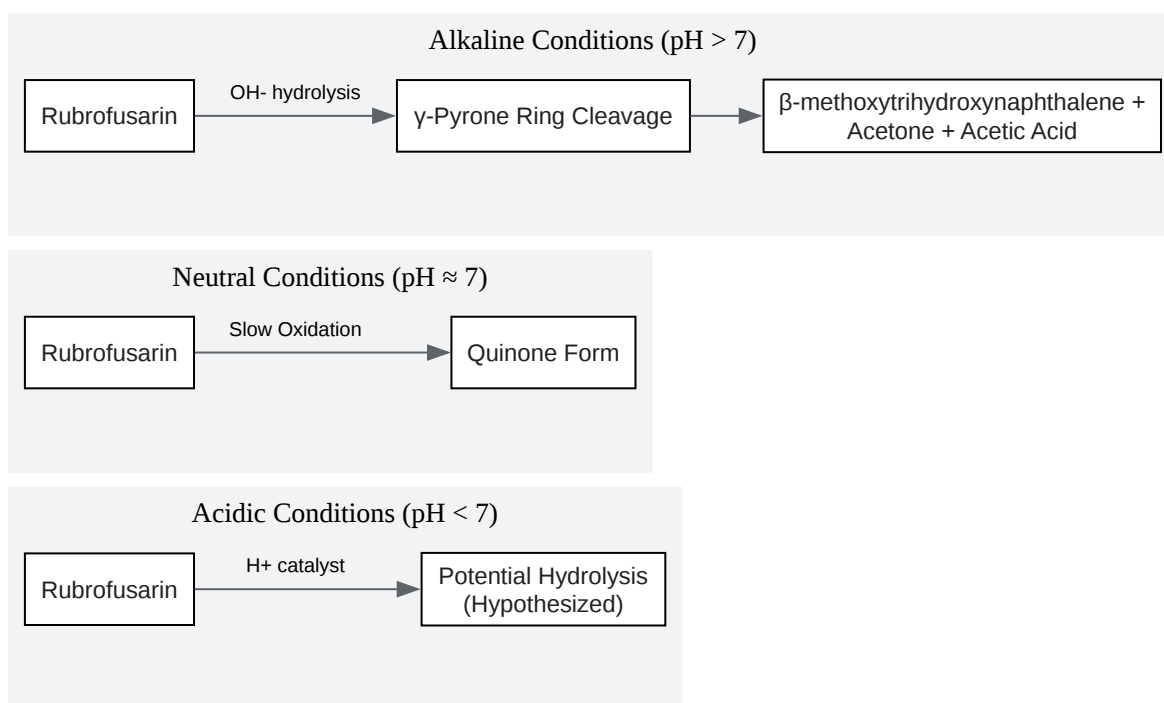 Alkaline Conditions (pH > 7)
OH- hydrolysis
Rubrofusarin
γ-Pyrone Ring Cleavage
β-methoxytrihydroxynaphthalene +
Acetone + Acetic Acid
Neutral Conditions (pH ≈ 7)
Slow Oxidation
Rubrofusarin
Quinone Form
Acidic Conditions (pH < 7)
H+ catalyst
Rubrofusarin
Potential Hydrolysis
(Hypothesized)